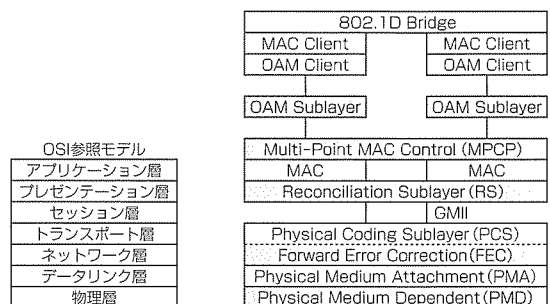 802.1D Bridge
MAC Client
MAC Client
OAM Client
OAM Client
OAM Sublayer
OAM Sublayer
Multi-Point MAC Control (MPCP)
MAC
MAC
Reconciliation Sublayer (RS)
GMII
Physical Coding Sublayer (PCS)
Forward Error Correction (FEC)
Physical Medium Attachment (PMA)
Physical Medium Dependent (PMD)
OSI参照モデル
アプリケーション層
プレゼンテーション層
セッション層
トランスポート層
ネットワーク層
データリンク層
物理層